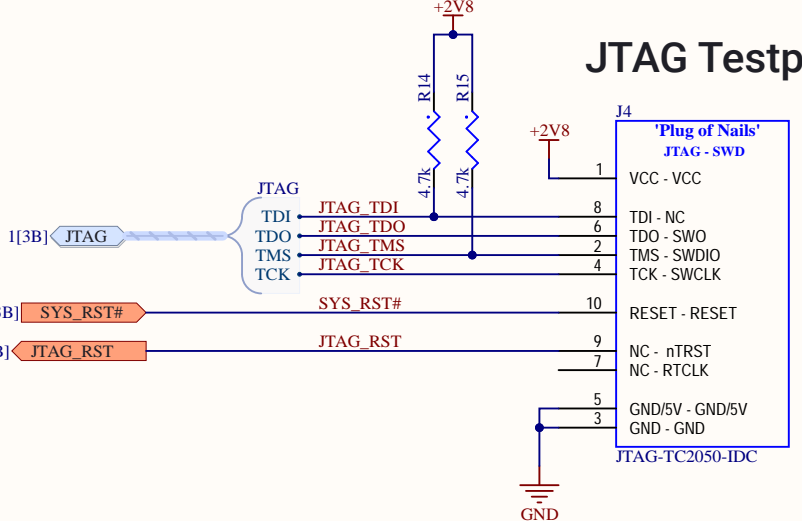 +2V8
JTAG Testp
R14
R15
4.7k
4.7k
J4
'Plug of Nails'
JTAG - SWD
+2V8
1
VCC - VCC
JTAG
1[3B]
JTAG
TDI
JTAG_TDI
8
TDI - NC
TDO
JTAG_TDO
6
TDO - SWO
TMS
JTAG_TMS
2
TMS - SWDIO
TCK
JTAG_TCK
4
TCK - SWCLK
B]
SYS_RST#
SYS_RST#
10
RESET - RESET
]
JTAG_RST
JTAG_RST
9
NC - nTRST
7
NC - RTCLK
5
GND/5V - GND/5V
3
GND - GND
JTAG-TC2050-IDC
GND